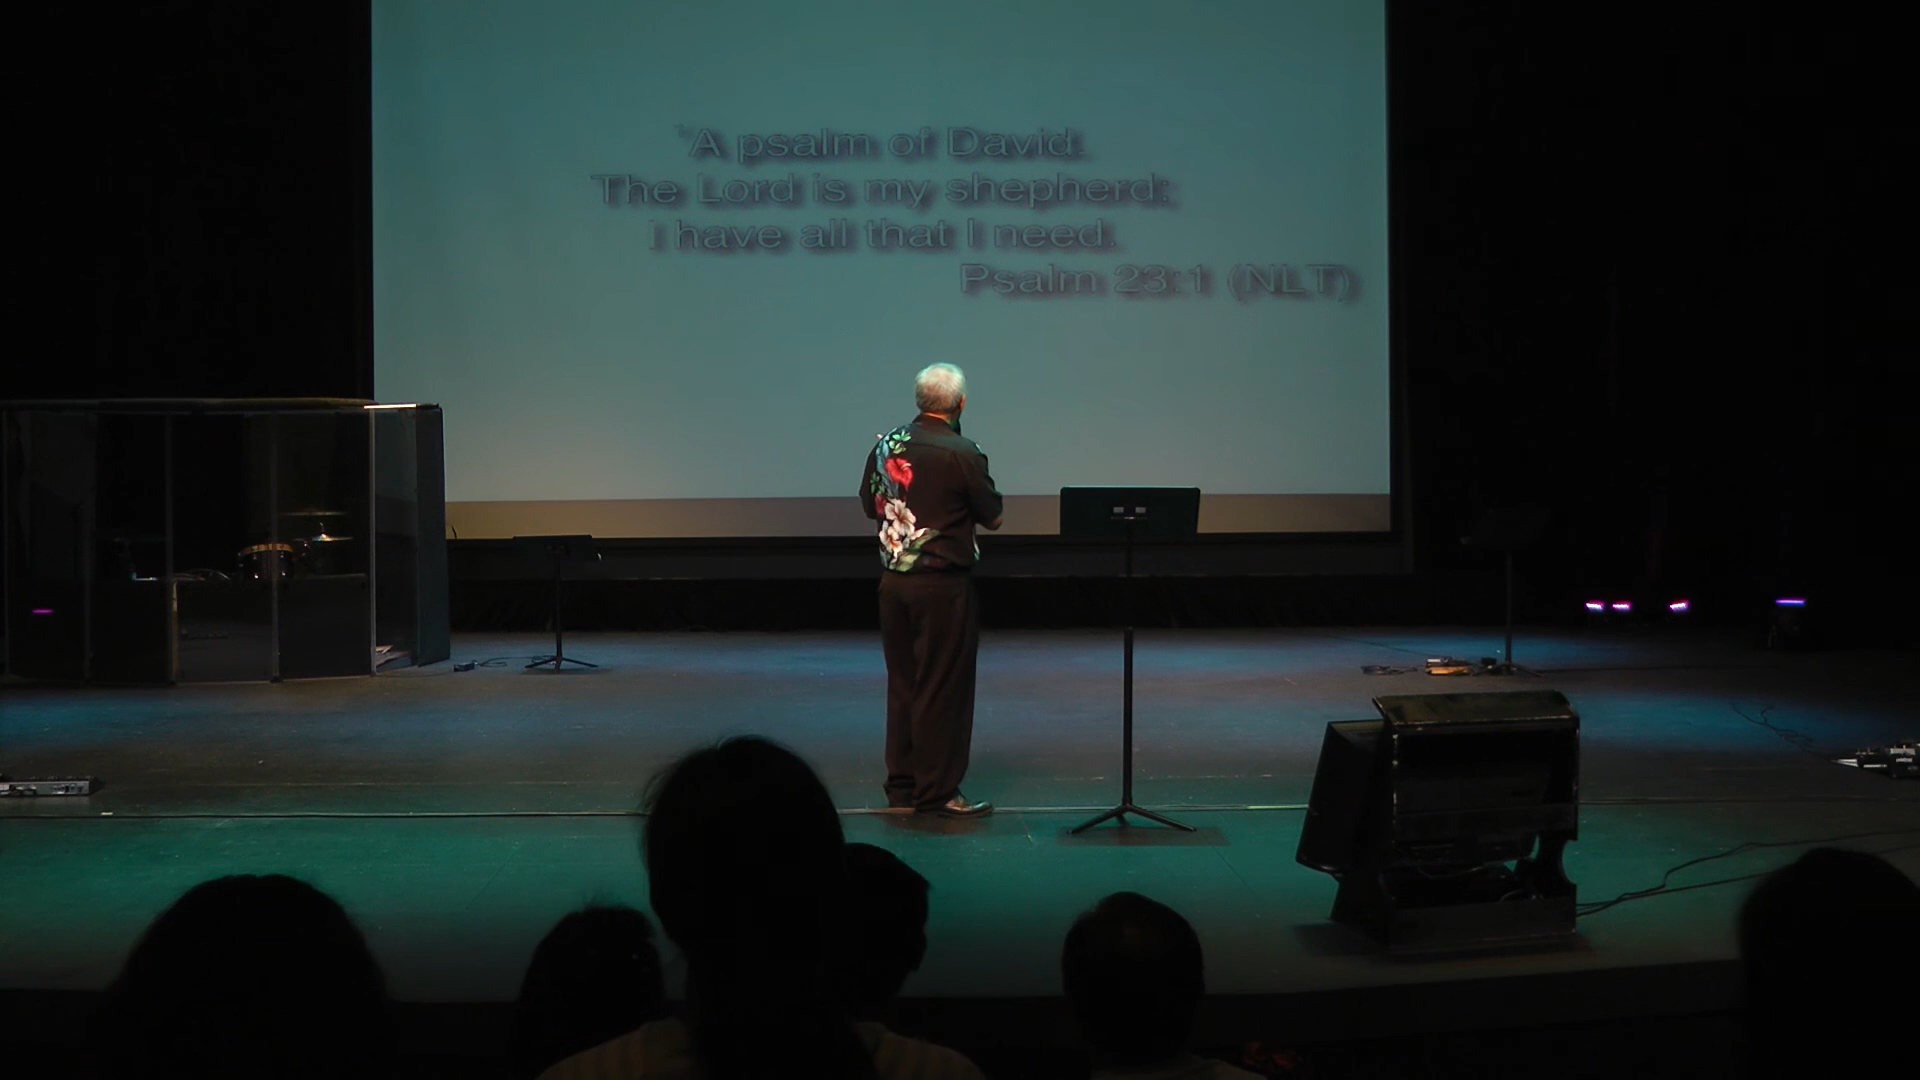 ¹A psalm of David.
The Lord is my shepherd;
I have all that I need.
Psalm 23:1 (NLT)